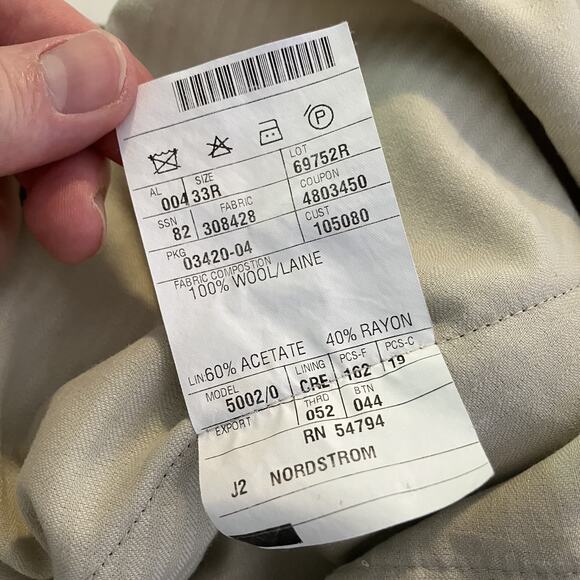 P
AL 004 SIZE 33R LOT 69752R
SSN 82 FABRIC 308428 COUPON 4803450
PKG 03420-04 CUST 105080
FABRIC COMPOSTION
100% WOOL/LAINE
LIN: 60% ACETATE 40% RAYON
MODEL 5002/0 LINING CRE PCS-F 162 PCS-C 19
EXPORT THRD 052 BTN 044
RN 54794
J2 NORDSTROM